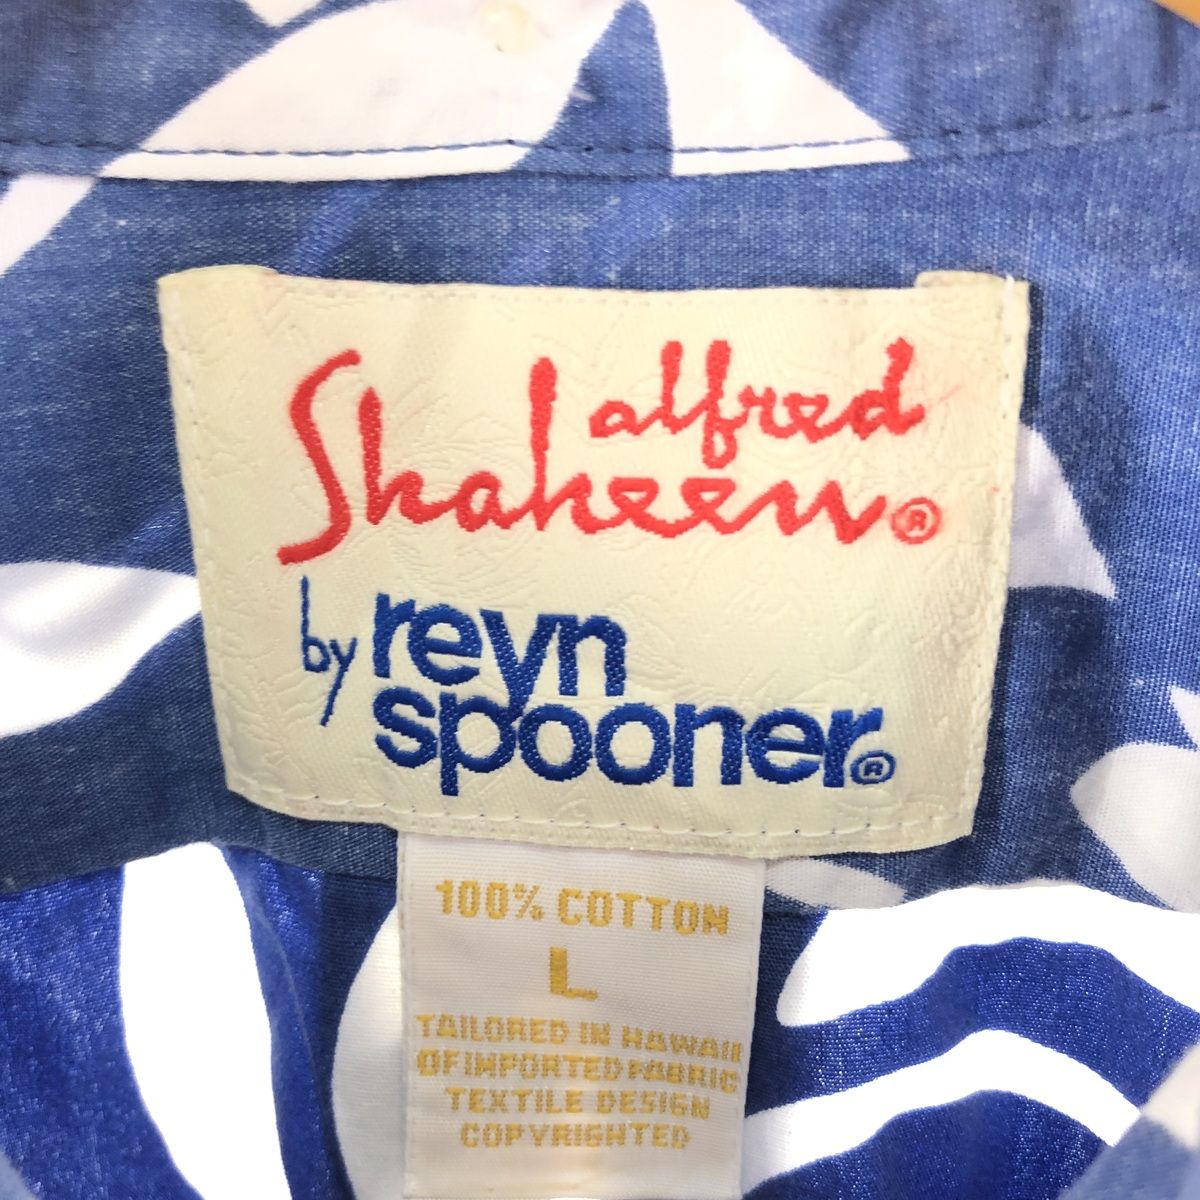 alfred
Shaheen®
by reyn
spooner®
100% COTTON
L
TAILORED IN HAWAII
OF IMPORTED FABRIC
TEXTILE DESIGN
COPYRIGHTED